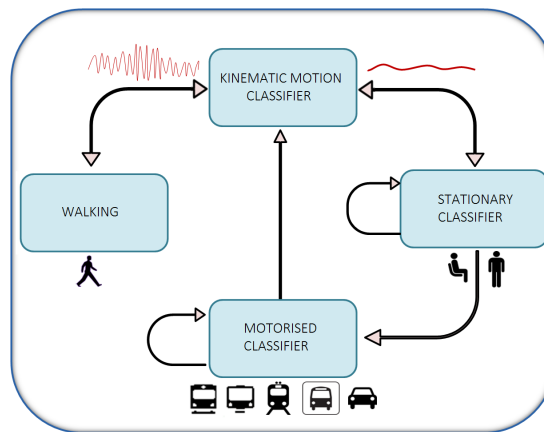 KINEMATIC MOTION
CLASSIFIER
WALKING
STATIONARY
CLASSIFIER
MOTORISED
CLASSIFIER